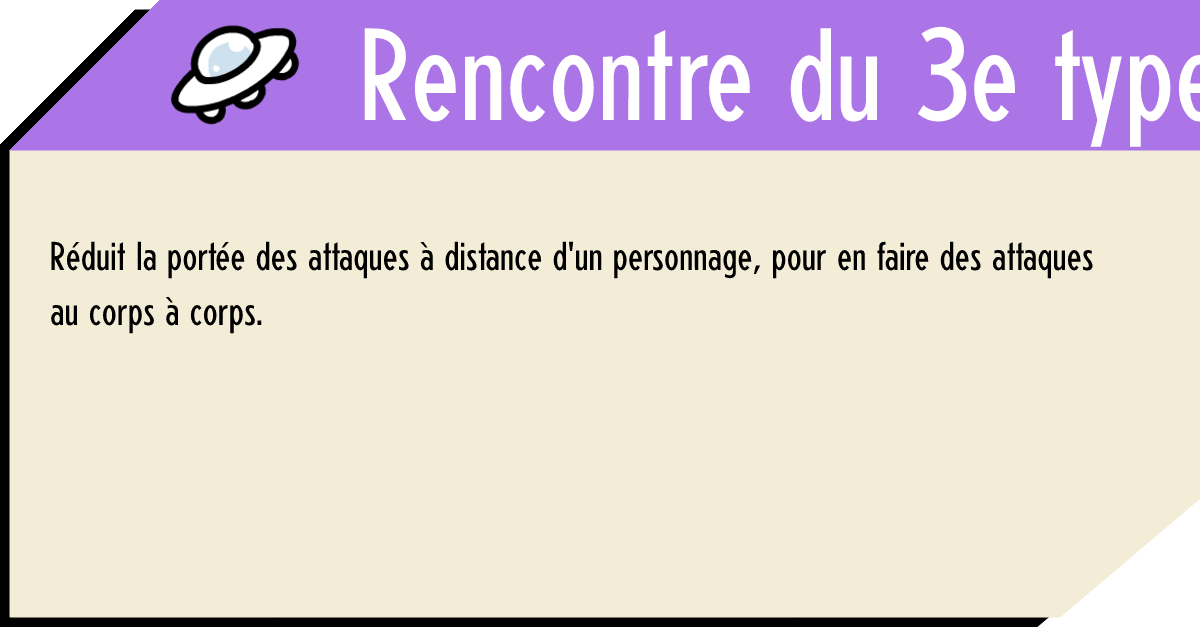 Rencontre du 3e type
Réduit la portée des attaques à distance d'un personnage, pour en faire des attaques
au corps à corps.